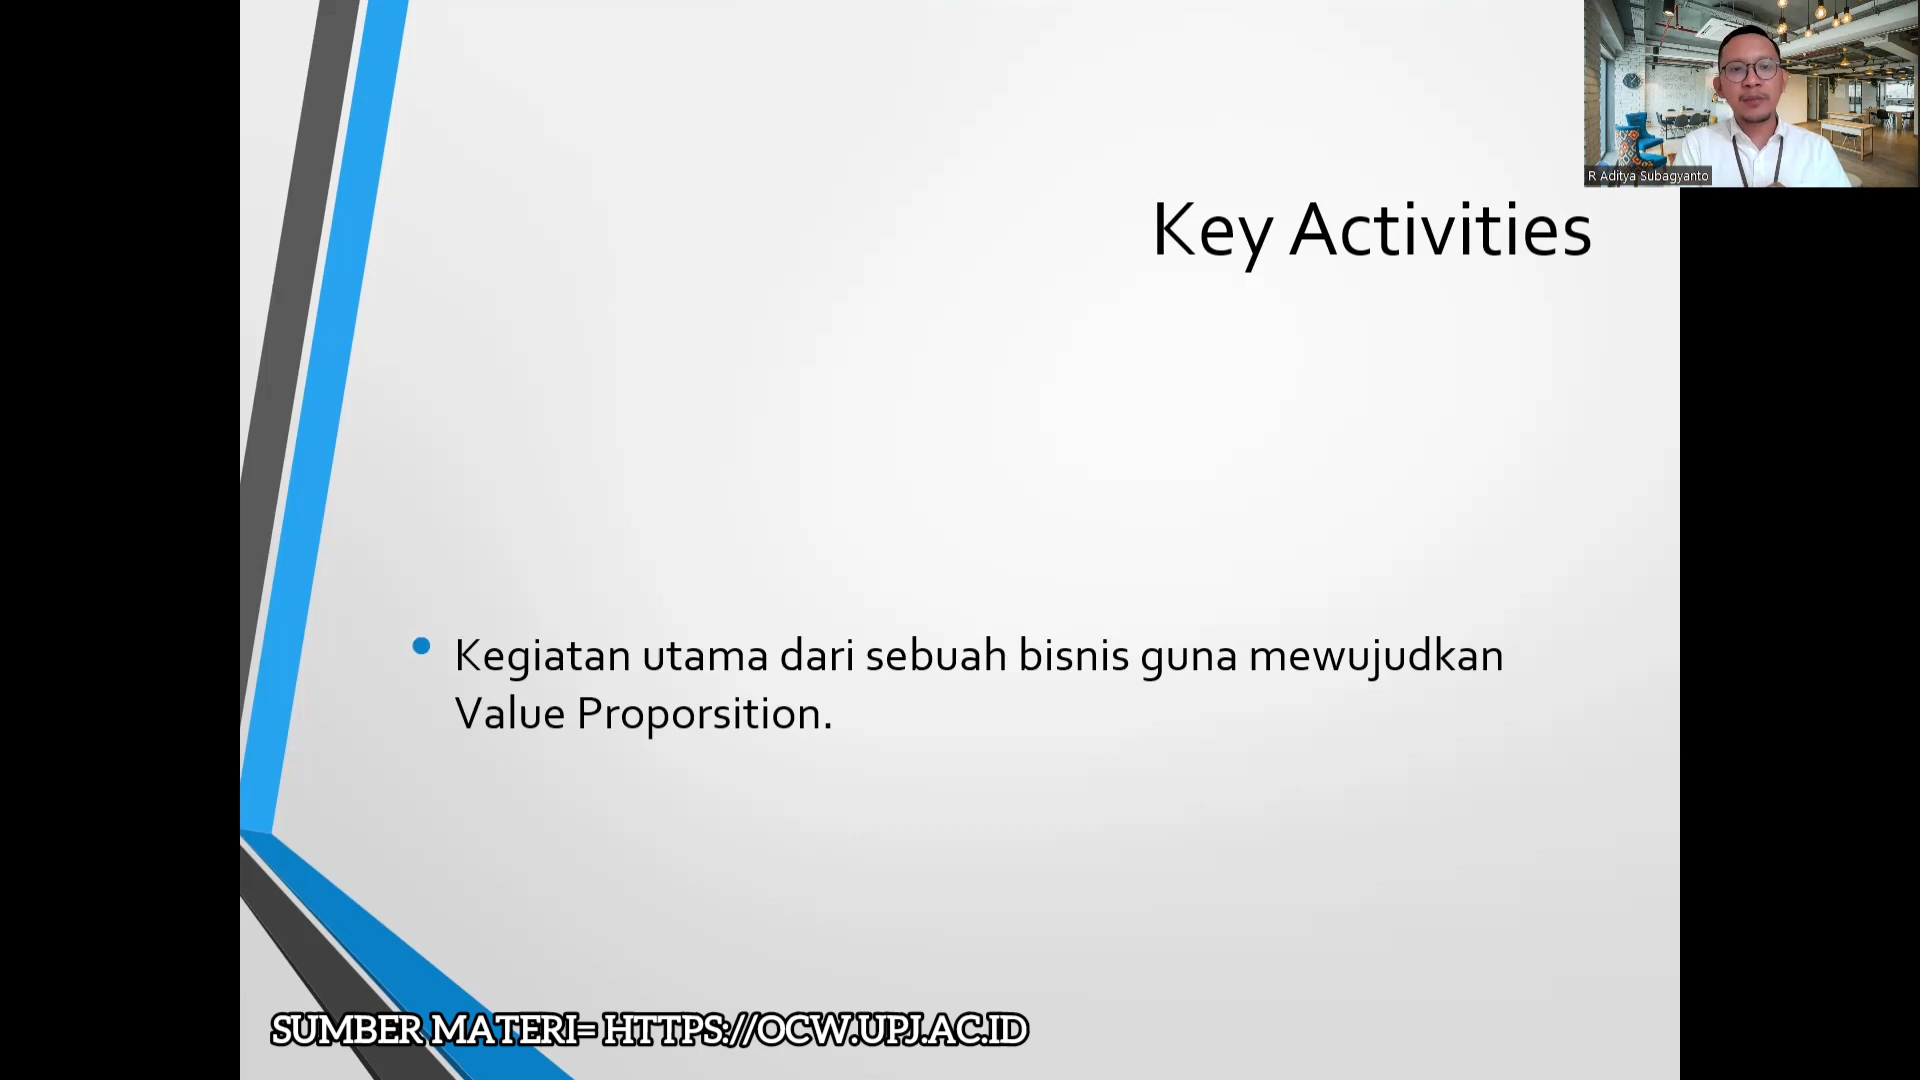 R Aditya Subagyanto
Key Activities
Kegiatan utama dari sebuah bisnis guna mewujudkan
Value Proporsition.
SUMBER MATERI= HTTPS://OCW.UPJ.AC.ID